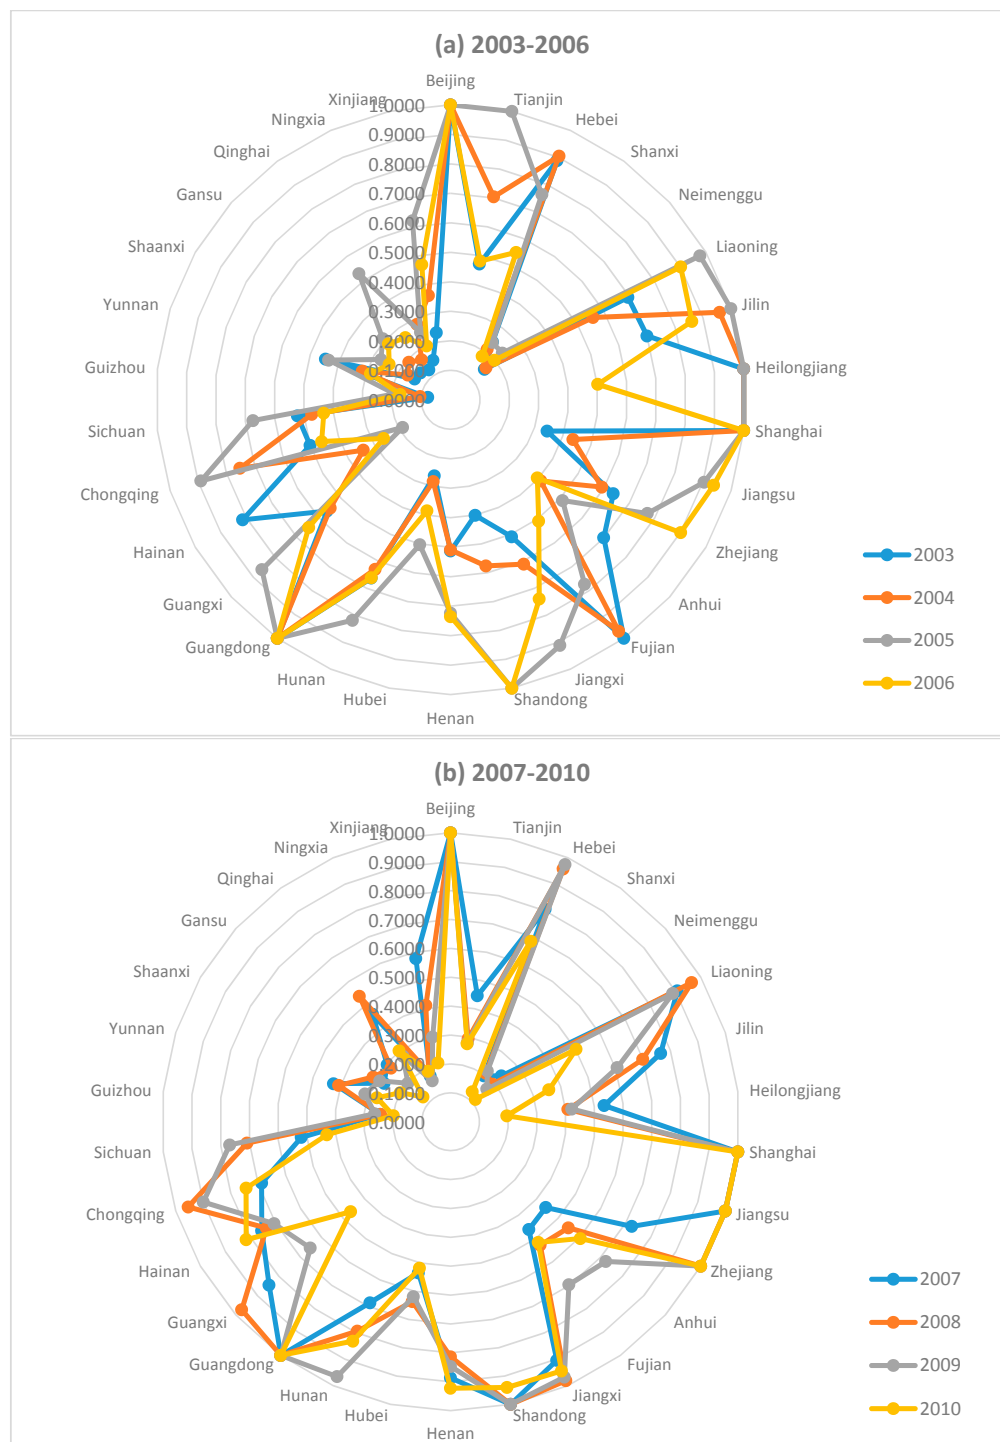 (a) 2003-2006
Beijing
Tianjin
Hebei
Shanxi
Neimenggu
Liaoning
Jilin
Heilongjiang
Shanghai
Jiangsu
Zhejiang
Anhui
Fujian
Jiangxi
Shandong
Henan
Hubei
Hunan
Guangdong
Guangxi
Hainan
Chongqing
Sichuan
Guizhou
Yunnan
Shaanxi
Gansu
Qinghai
Ningxia
Xinjiang
1.0000
0.9000
0.8000
0.7000
0.6000
0.5000
0.4000
0.3000
0.2000
0.1000
0.0000
2003
2004
2005
2006
(b) 2007-2010
Beijing
Tianjin
Hebei
Shanxi
Neimenggu
Liaoning
Jilin
Heilongjiang
Shanghai
Jiangsu
Zhejiang
Anhui
Fujian
Jiangxi
Shandong
Henan
Hubei
Hunan
Guangdong
Guangxi
Hainan
Chongqing
Sichuan
Guizhou
Yunnan
Shaanxi
Gansu
Qinghai
Ningxia
Xinjiang
1.0000
0.9000
0.8000
0.7000
0.6000
0.5000
0.4000
0.3000
0.2000
0.1000
0.0000
2007
2008
2009
2010